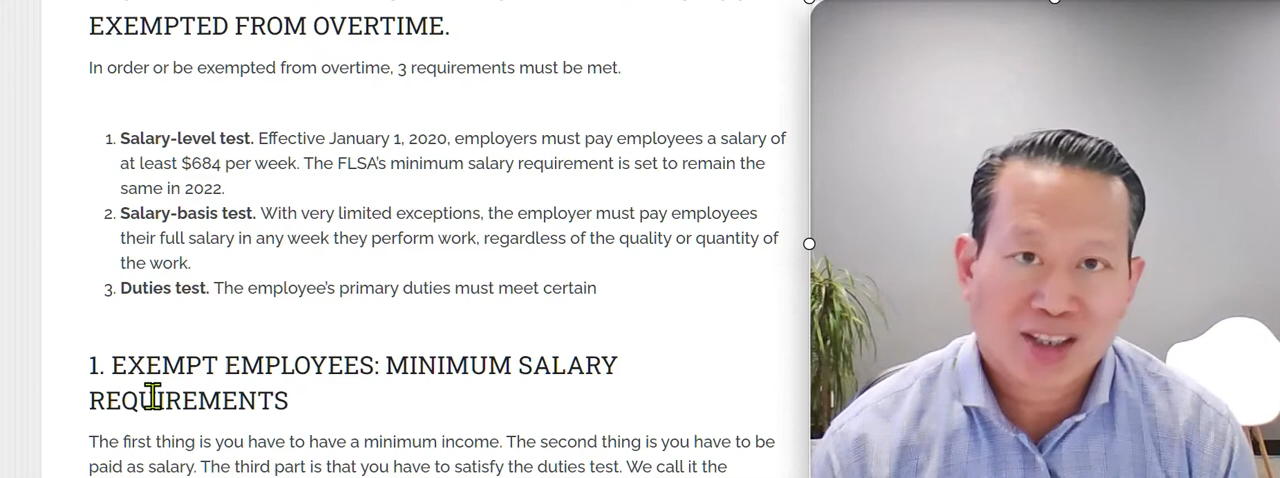 EXEMPTED FROM OVERTIME.
In order or be exempted from overtime, 3 requirements must be met.
1. Salary-level test. Effective January 1, 2020, employers must pay employees a salary of
at least $684 per week. The FLSA's minimum salary requirement is set to remain the
same in 2022.
2. Salary-basis test. With very limited exceptions, the employer must pay employees
their full salary in any week they perform work, regardless of the quality or quantity of
the work.
3. Duties test. The employee's primary duties must meet certain
1. EXEMPT EMPLOYEES: MINIMUM SALARY
REQUIREMENTS
The first thing is you have to have a minimum income. The second thing is you have to be
paid as salary. The third part is that you have to satisfy the duties test. We call it the